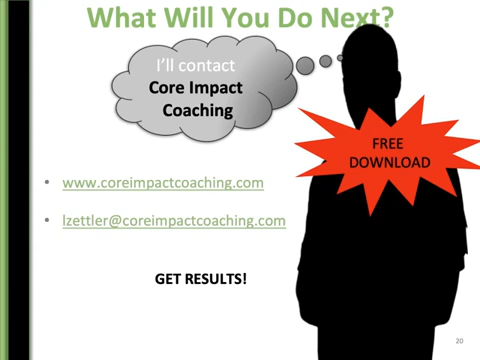 What Will You Do Next?
I'll contact
Core Impact
Coaching
FREE
DOWNLOAD
• www.coreimpactcoaching.com
• lzettler@coreimpactcoaching.com
GET RESULTS!
20